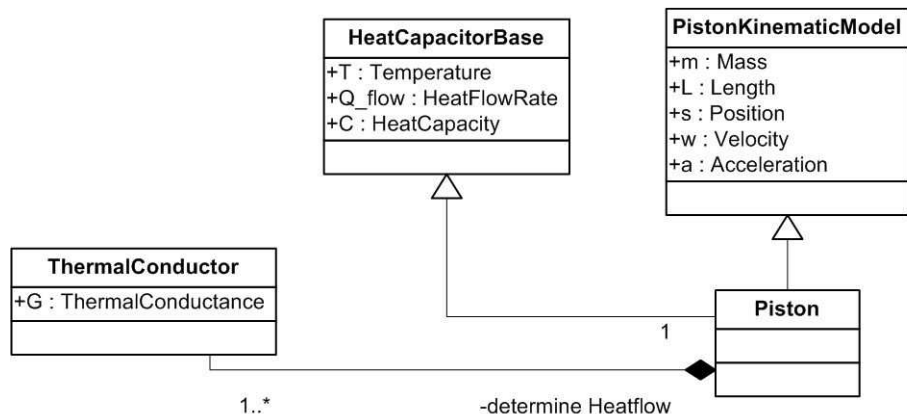 HeatCapacitorBase
+T : Temperature
+Q_flow : HeatFlowRate
+C : HeatCapacity
PistonKinematicModel
+m : Mass
+L : Length
+s : Position
+w : Velocity
+a : Acceleration
ThermalConductor
+G : ThermalConductance
Piston
1
1..*
-determine Heatflow